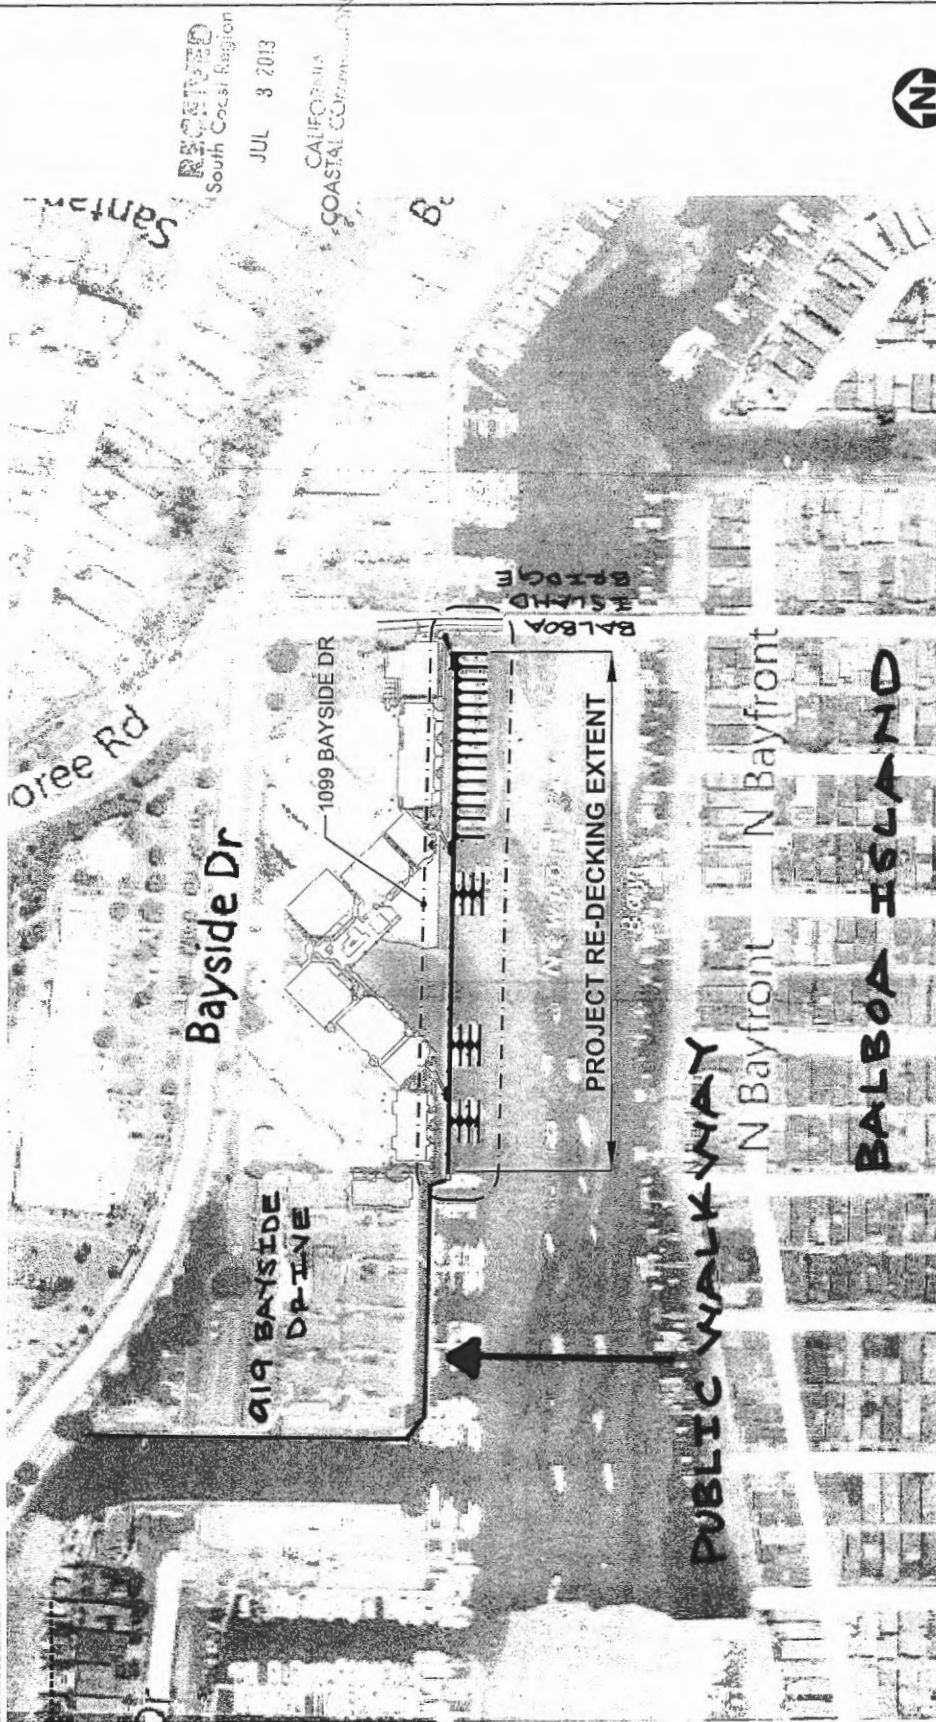 RECEIVED
South Coast Region
JUL 3 2013
CALIFORNIA
COASTAL COMMISSION
N
Santan
B
oree Rd
Bayside Dr
1099 BAYSIDE DR
BALBOA
ISLAND
BRIDGE
919 BAYSIDE
DRIVE
PROJECT RE-DECKING EXTENT
N Bayfront
N Bayfront
PUBLIC WALKWAY
BALBOA ISLAND